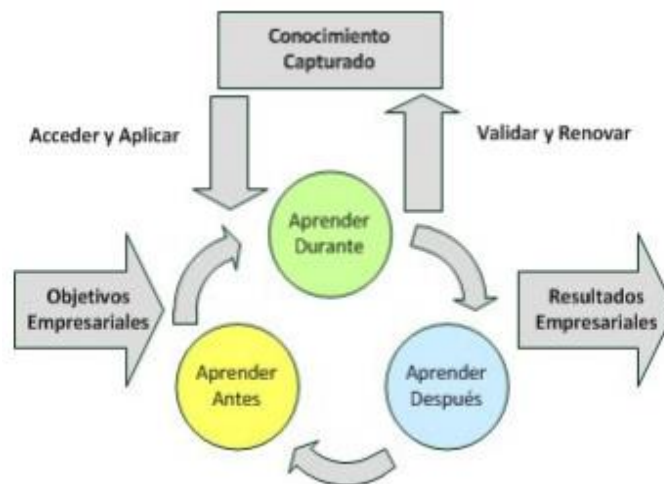 Conocimiento
Capturado
Acceder y Aplicar
Validar y Renovar
Aprender
Durante
Objetivos
Empresariales
Resultados
Empresariales
Aprender
Antes
Aprender
Después